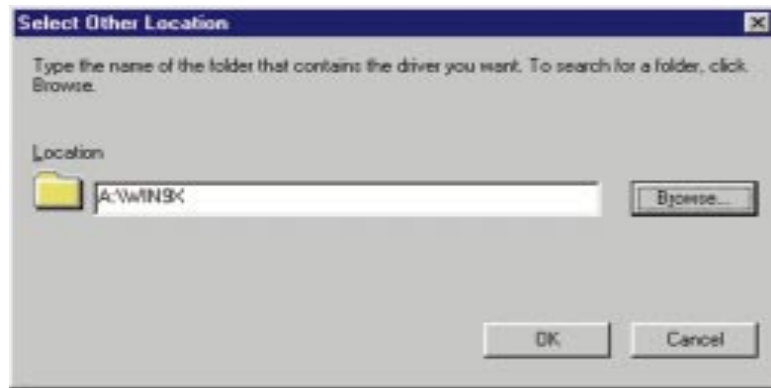 Select Other Location
Type the name of the folder that contains the driver you want. To search for a folder, click
Browse.
Location
A:\WIN9X
Browse...
OK
Cancel